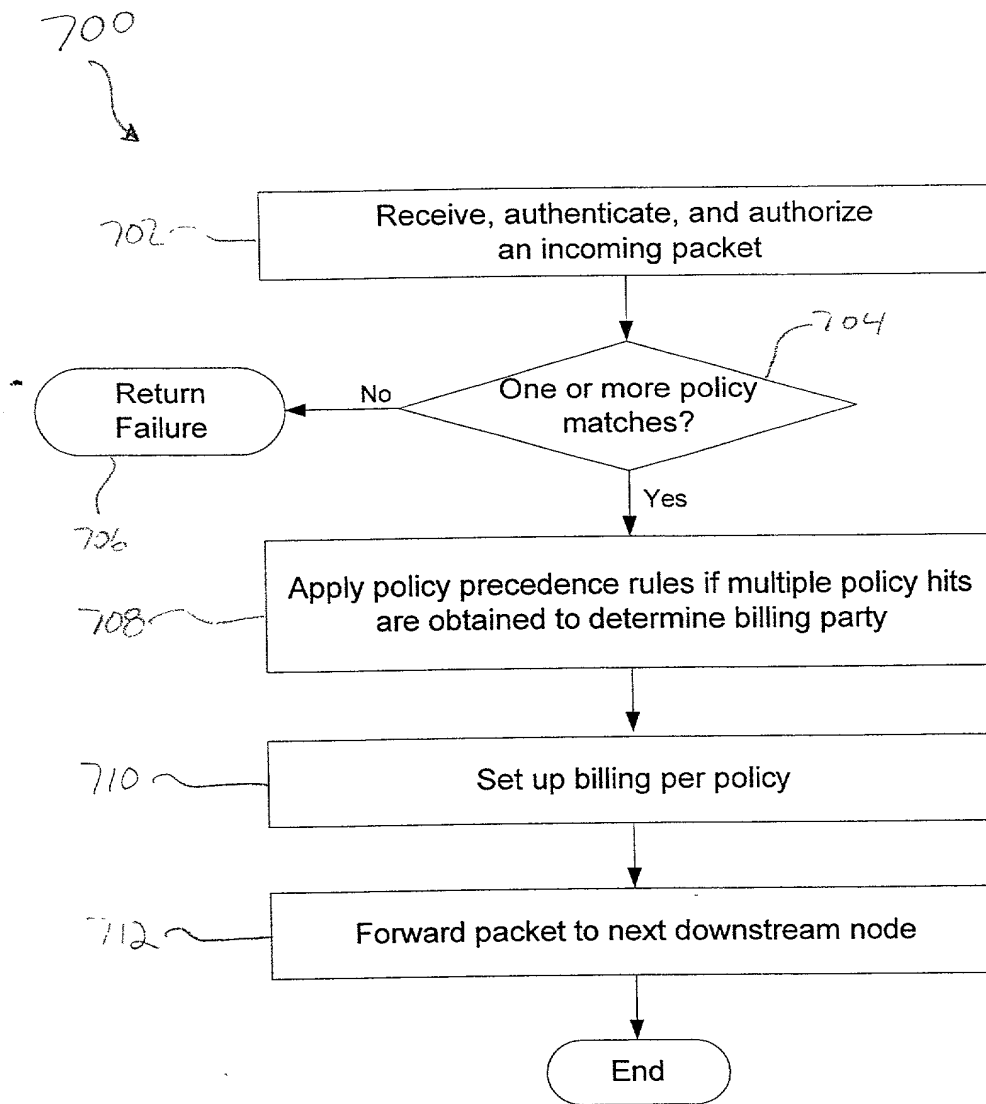 700
702
Receive, authenticate, and authorize
an incoming packet
704
One or more policy
matches?
No
Return
Failure
706
Yes
708
Apply policy precedence rules if multiple policy hits
are obtained to determine billing party
710
Set up billing per policy
712
Forward packet to next downstream node
End